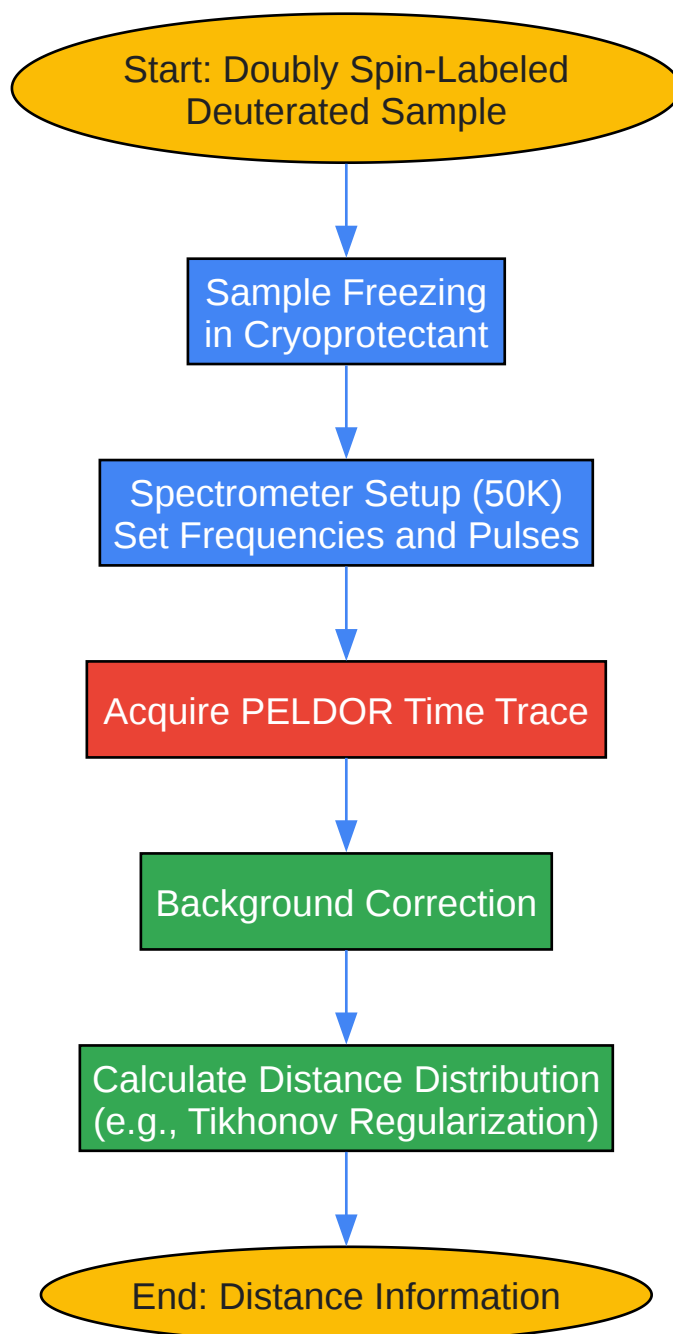 Start: Doubly Spin-Labeled
Deuterated Sample
Sample Freezing
in Cryoprotectant
Spectrometer Setup (50K)
Set Frequencies and Pulses
Acquire PELDOR Time Trace
Background Correction
Calculate Distance Distribution
(e.g., Tikhonov Regularization)
End: Distance Information